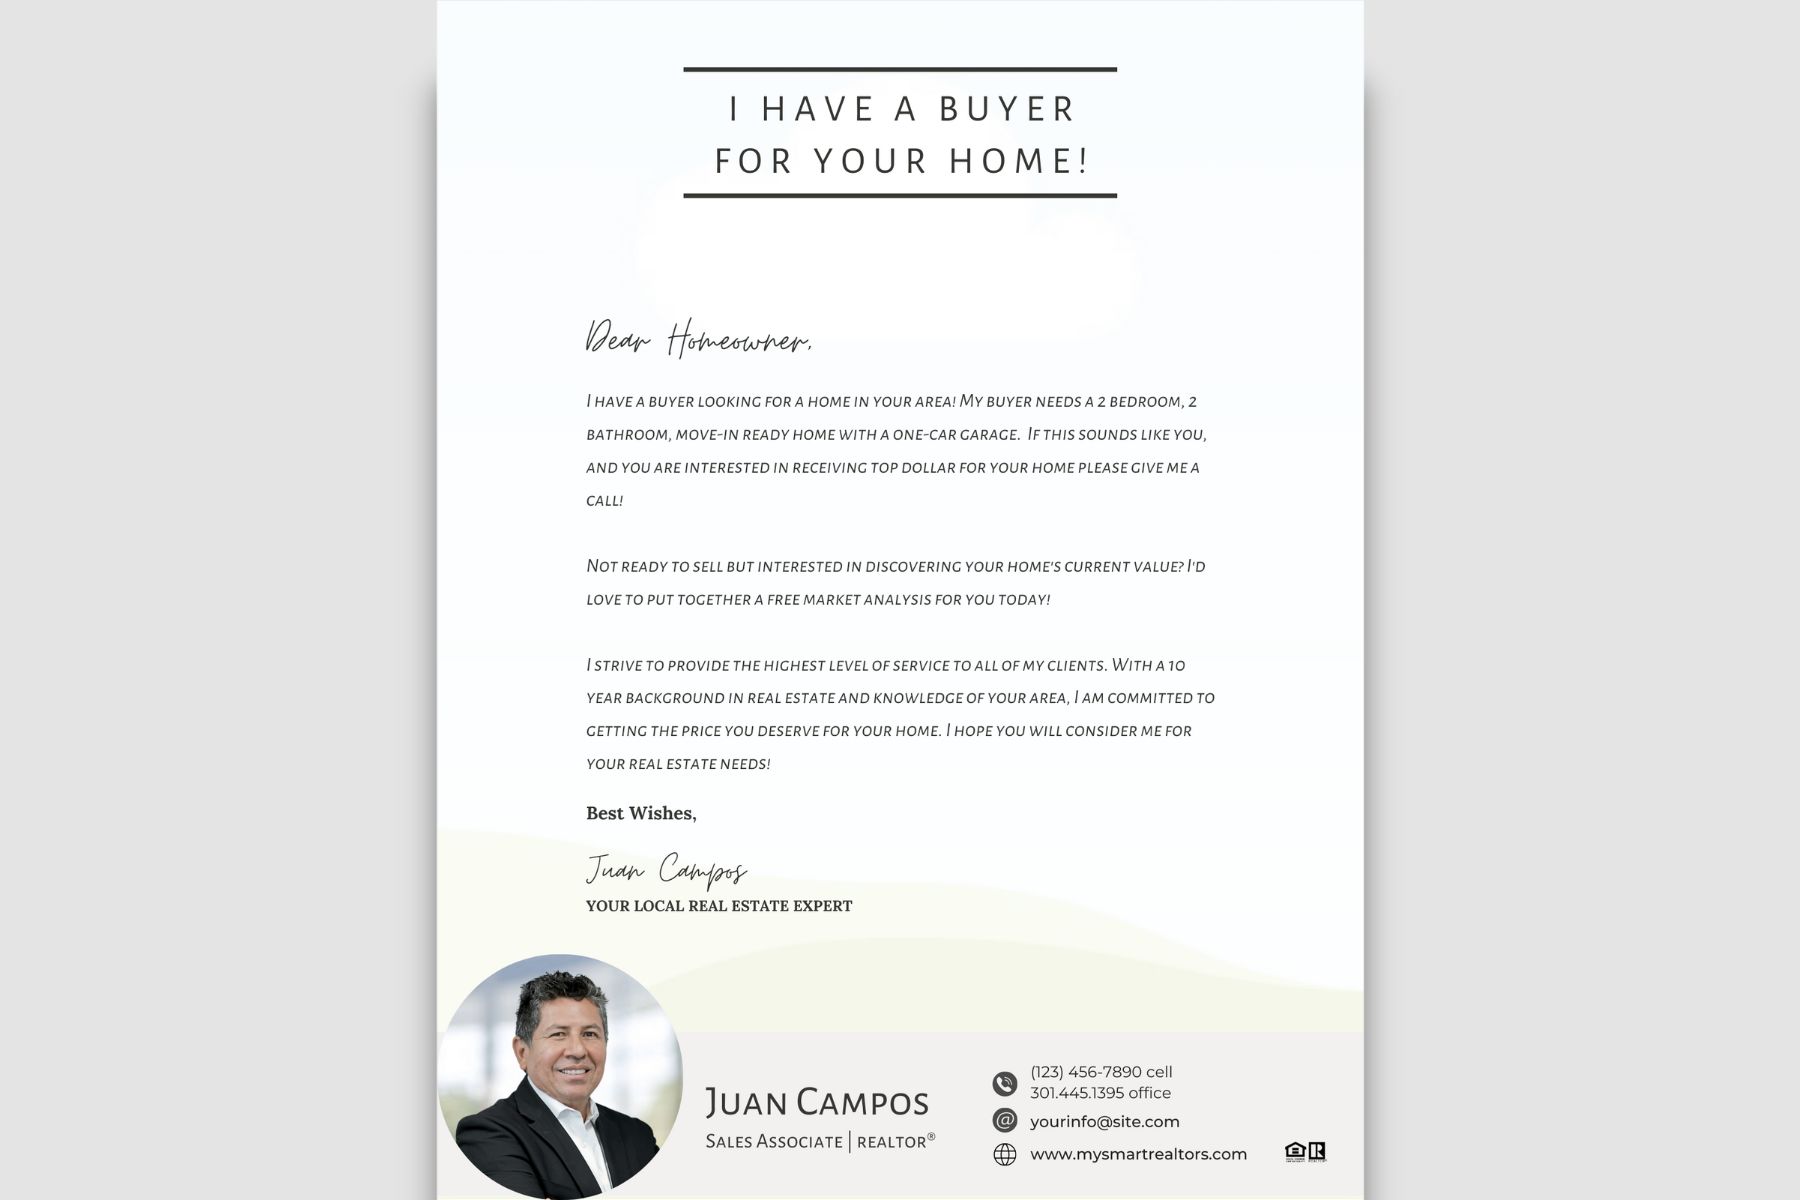 I HAVE A BUYER
FOR YOUR HOME!
Dear Homeowner,
I HAVE A BUYER LOOKING FOR A HOME IN YOUR AREA! MY BUYER NEEDS A 2 BEDROOM, 2
BATHROOM, MOVE-IN READY HOME WITH A ONE-CAR GARAGE. IF THIS SOUNDS LIKE YOU,
AND YOU ARE INTERESTED IN RECEIVING TOP DOLLAR FOR YOUR HOME PLEASE GIVE ME A
CALL!
NOT READY TO SELL BUT INTERESTED IN DISCOVERING YOUR HOME'S CURRENT VALUE? I'D
LOVE TO PUT TOGETHER A FREE MARKET ANALYSIS FOR YOU TODAY!
I STRIVE TO PROVIDE THE HIGHEST LEVEL OF SERVICE TO ALL OF MY CLIENTS. WITH A 10
YEAR BACKGROUND IN REAL ESTATE AND KNOWLEDGE OF YOUR AREA, I AM COMMITTED TO
GETTING THE PRICE YOU DESERVE FOR YOUR HOME. I HOPE YOU WILL CONSIDER ME FOR
YOUR REAL ESTATE NEEDS!
Best Wishes,
Juan Campos
YOUR LOCAL REAL ESTATE EXPERT
JUAN CAMPOS
SALES ASSOCIATE | REALTOR®
(123) 456-7890 cell
301.445.1395 office
yourinfo@site.com
www.mysmartrealtors.com